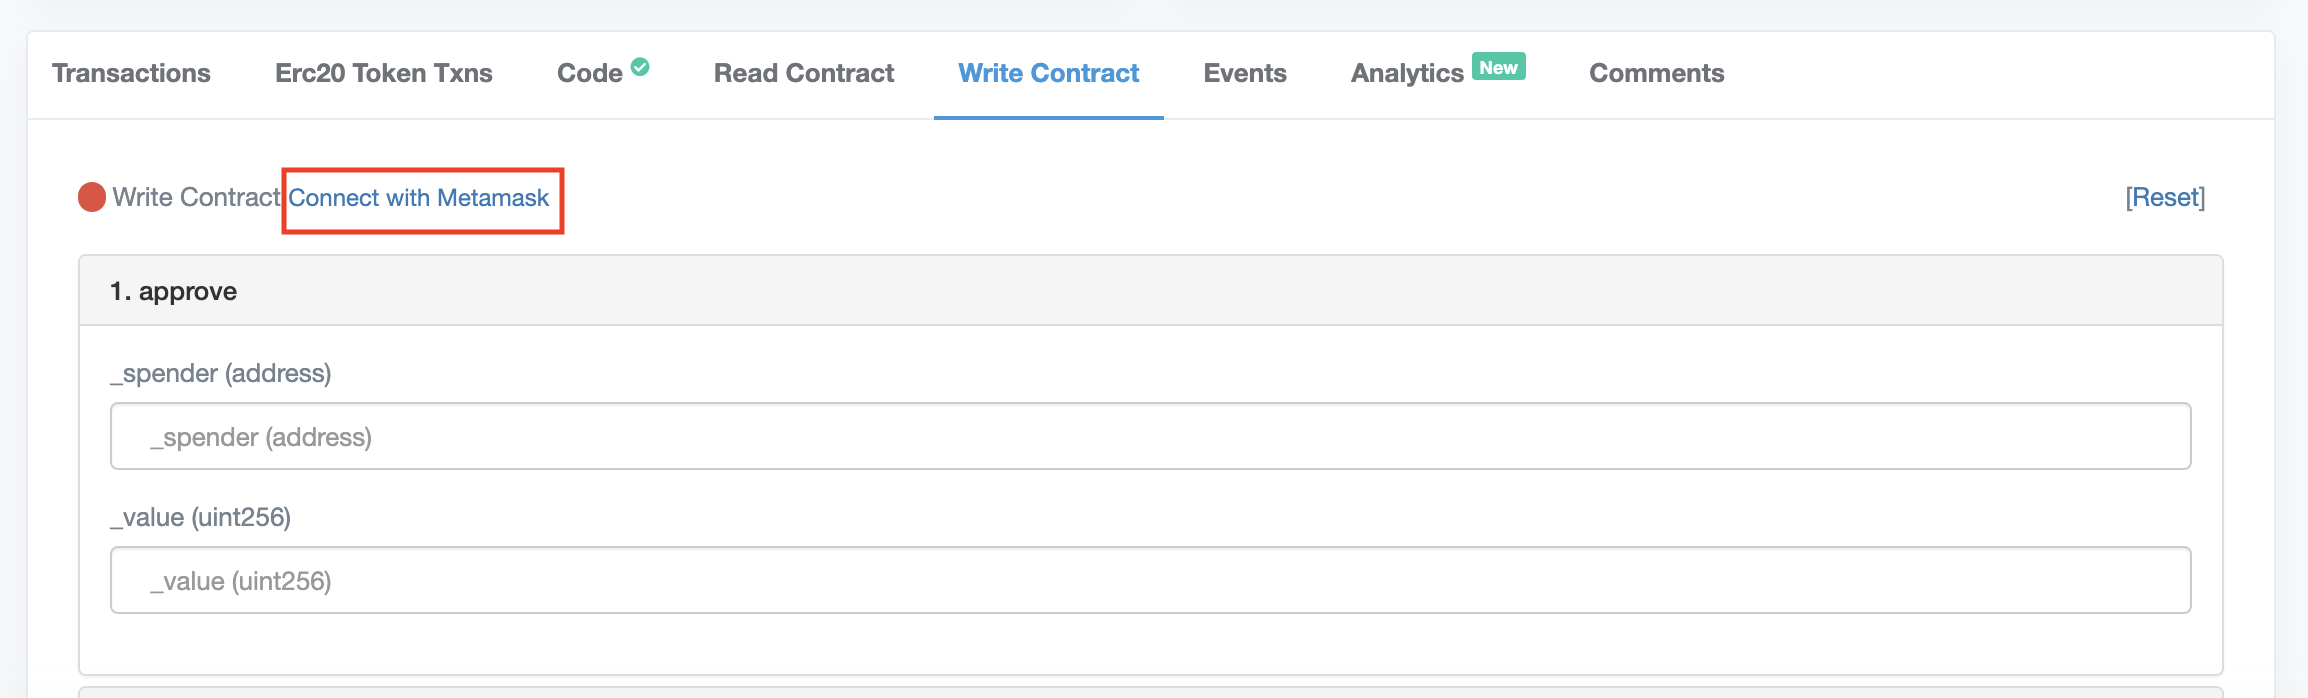 Transactions Erc20 Token Txns Code Read Contract Write Contract Events Analytics New Comments
Write Contract Connect with Metamask [Reset]
1. approve
_spender (address)
_spender (address)
_value (uint256)
_value (uint256)